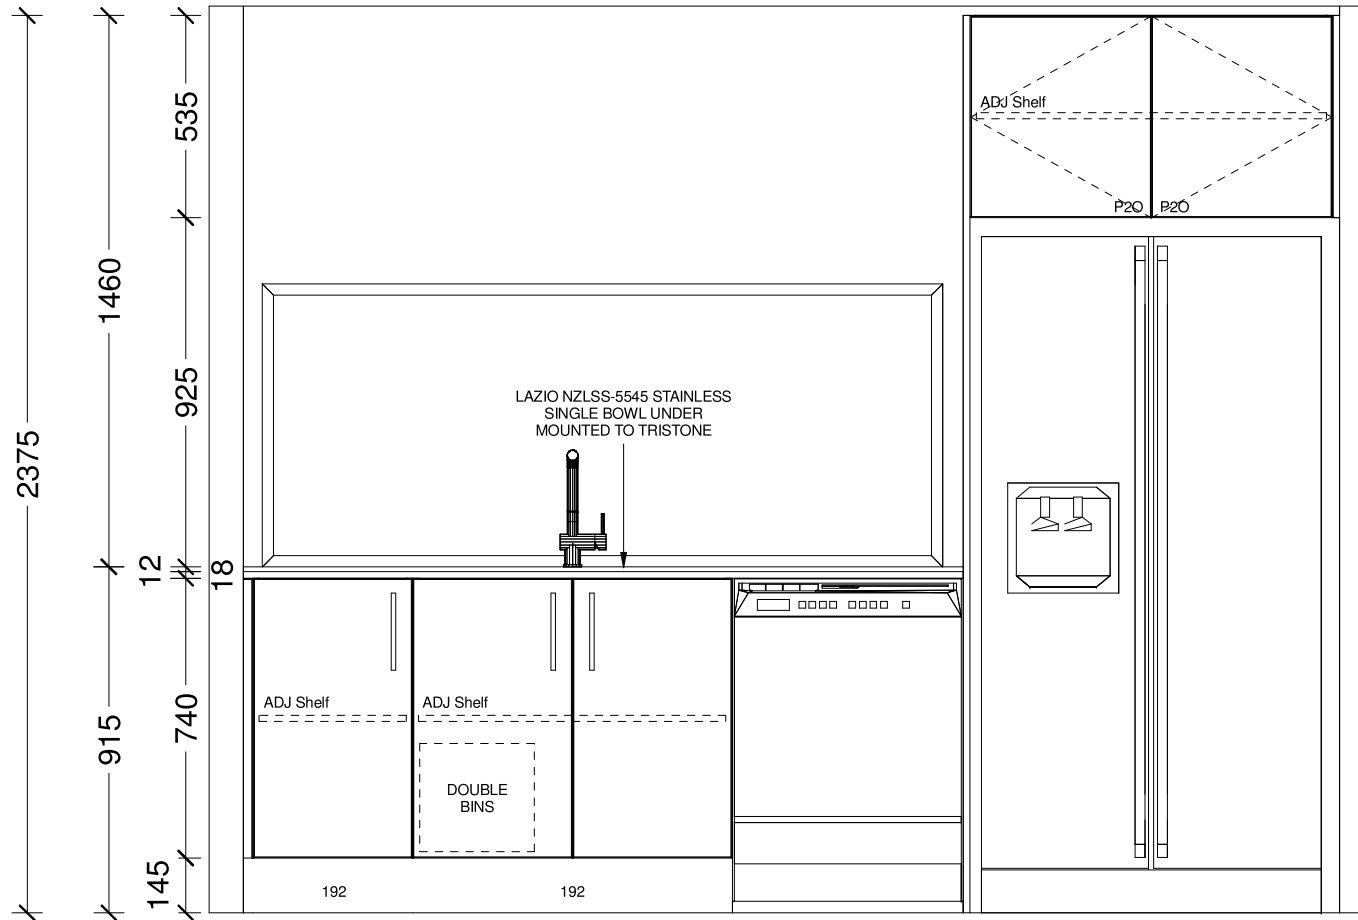 535
ADJ Shelf
P2O
P2O
1460
925
LAZIO NZLSS-5545 STAINLESS
SINGLE BOWL UNDER
MOUNTED TO TRISTONE
2375
12
18
ADJ Shelf
ADJ Shelf
740
915
DOUBLE
BINS
145
192
192